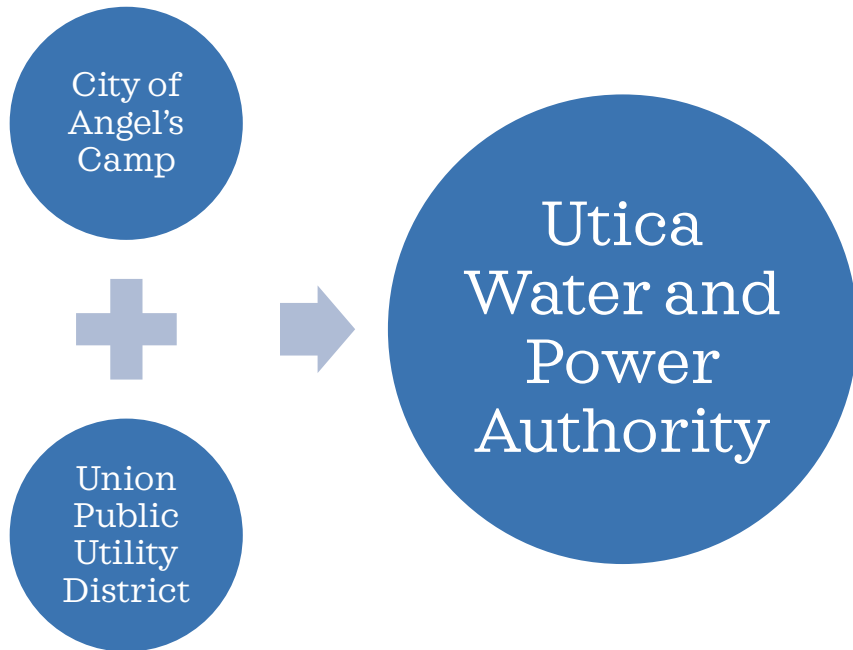 City of
Angel’s
Camp
Union
Public
Utility
District
Utica
Water and
Power
Authority